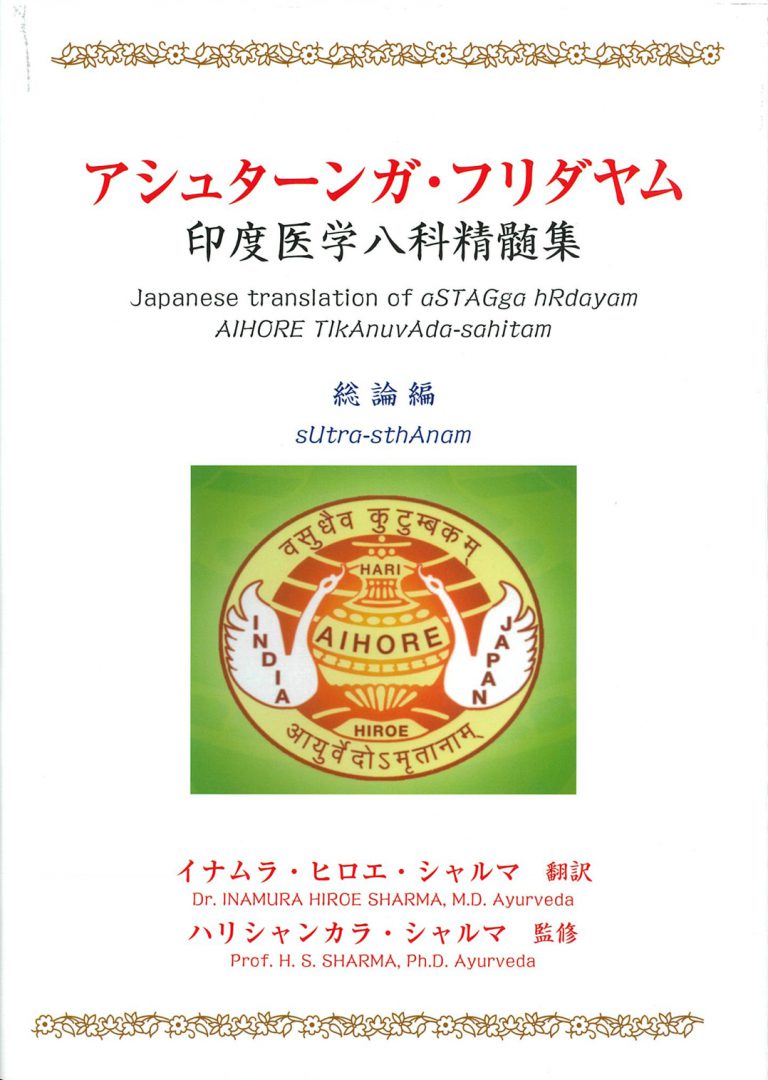 アシュターンガ・フリダヤム
印度医学八科精髄集
Japanese translation of aSTAGga hRdayam
AIHORE TIkAnuvAda-sahitam
総論編
sUtra-sthAnam
वसुधैव कुटुम्बकम्
HARI
INDIA
AIHORE
JAPAN
HIROE
आयुर्वेदोऽमृतानाम्
イナムラ・ヒロエ・シャルマ 翻訳
Dr. INAMURA HIROE SHARMA, M.D. Ayurveda
ハリシャンカラ・シャルマ 監修
Prof. H. S. SHARMA, Ph.D. Ayurveda